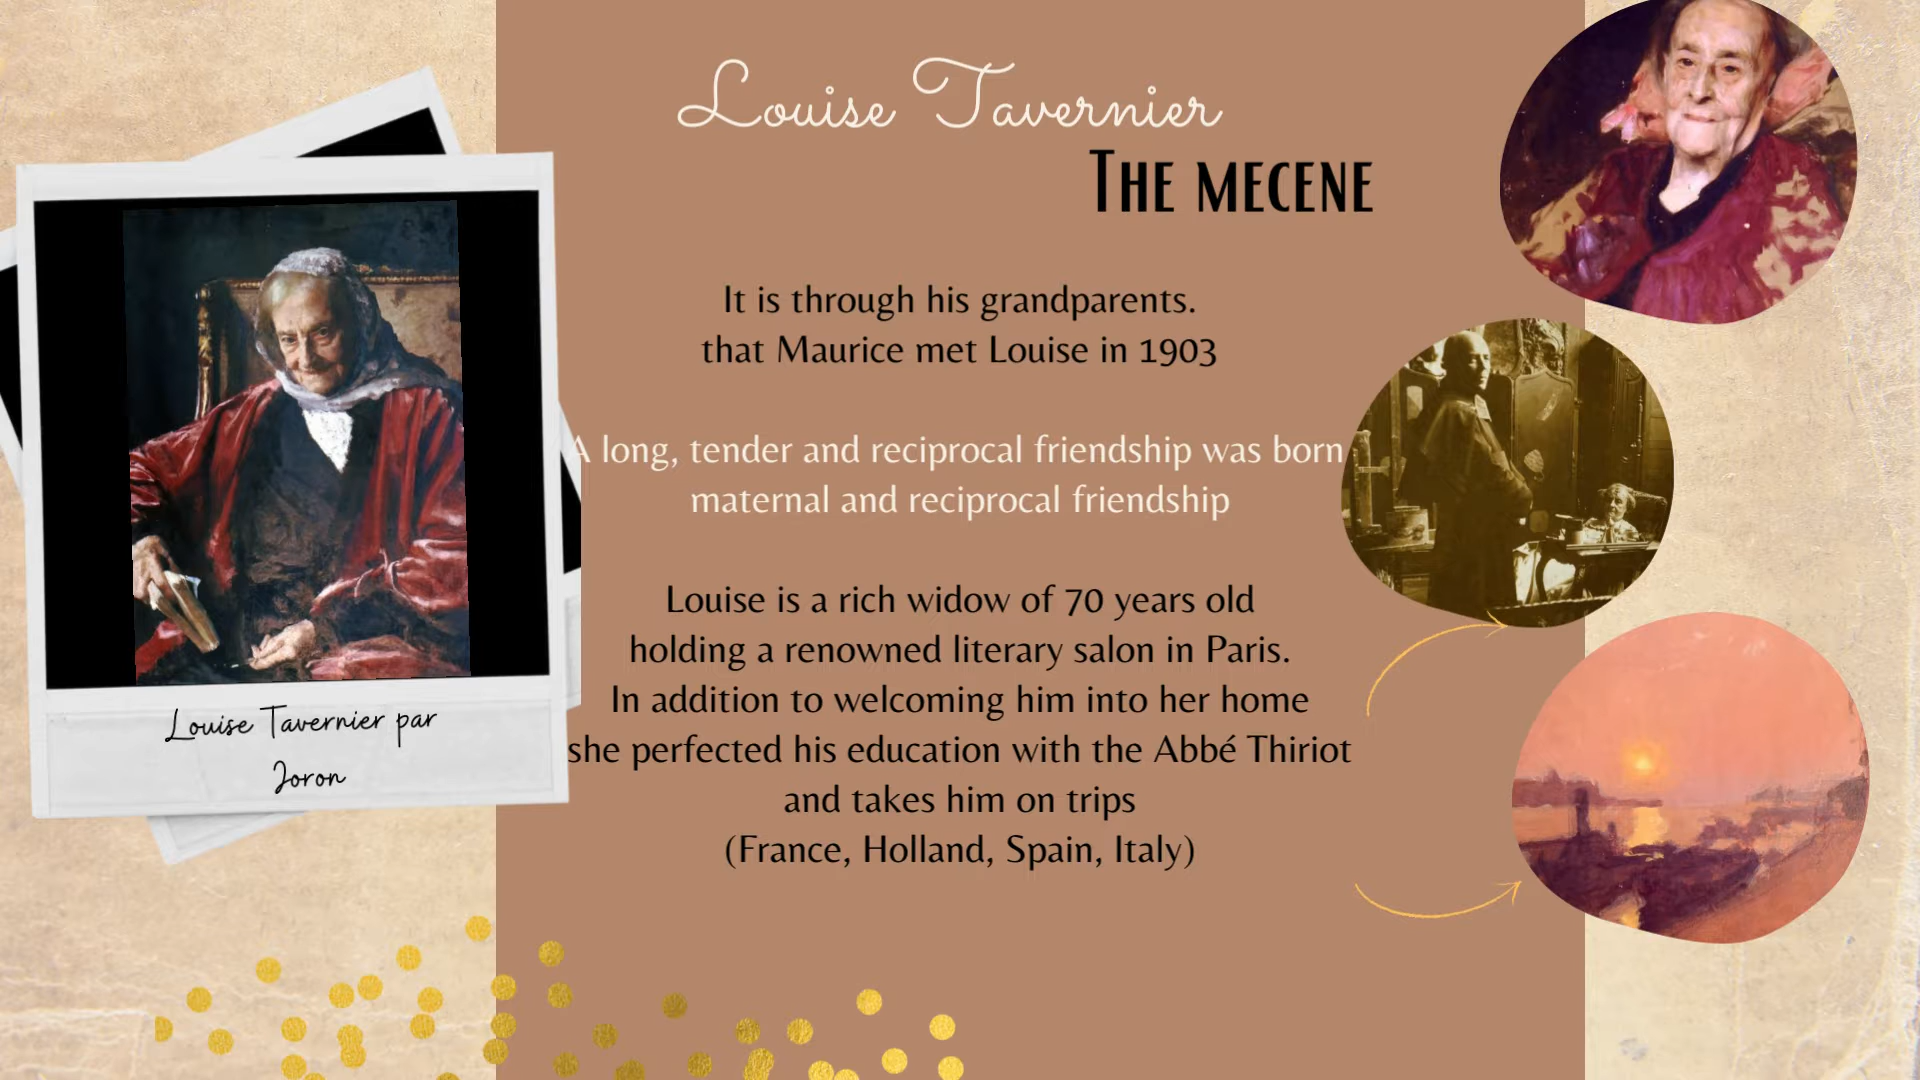 Louise Tavernier
THE MECENE
It is through his grandparents.
that Maurice met Louise in 1903
A long, tender and reciprocal friendship was born
maternal and reciprocal friendship
Louise is a rich widow of 70 years old
holding a renowned literary salon in Paris.
In addition to welcoming him into her home
she perfected his education with the Abbé Thiriot
and takes him on trips
(France, Holland, Spain, Italy)
Louise Tavernier par
Joron